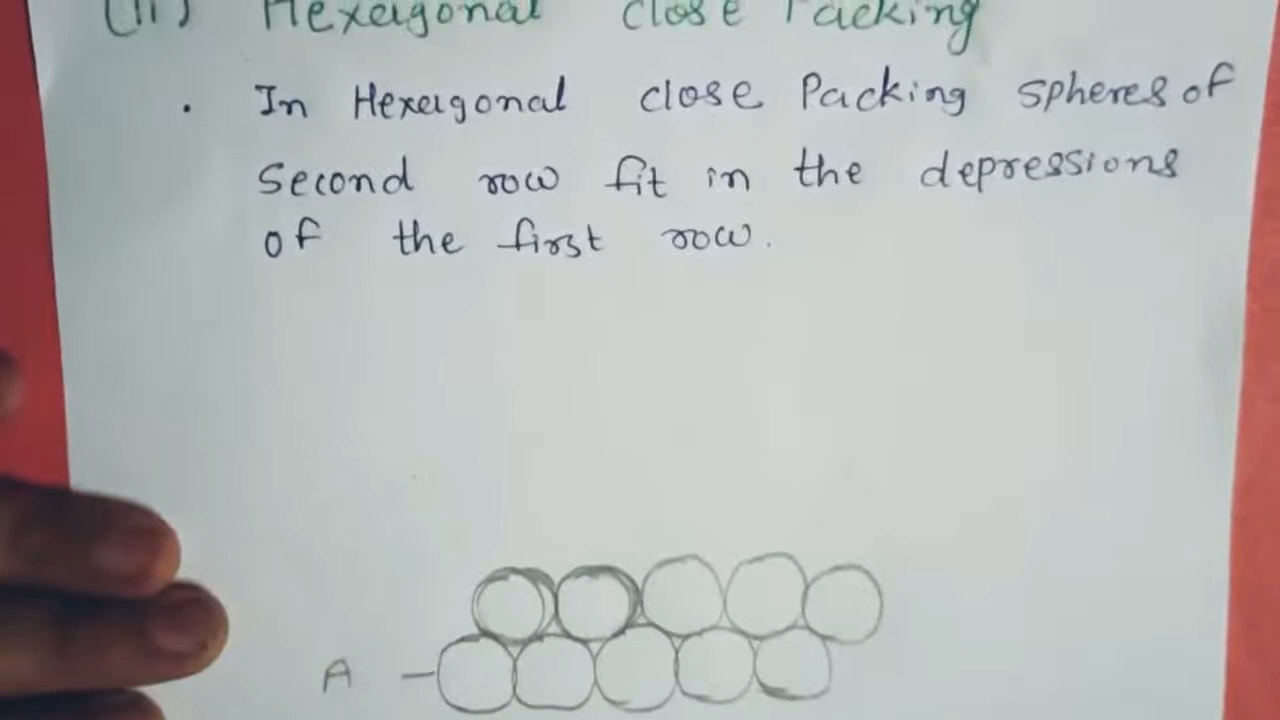 (ii) Hexagonal close Packing
. In Hexagonal close Packing spheres of
second row fit in the depressions
of the first row.
A —